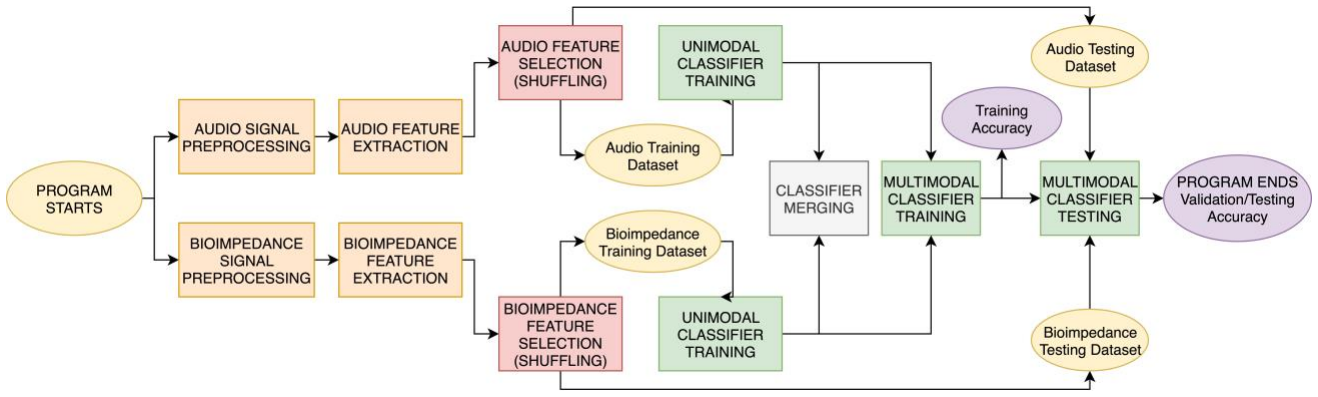 PROGRAM
STARTS
AUDIO SIGNAL
PREPROCESSING
AUDIO FEATURE
EXTRACTION
BIOIMPEDANCE
SIGNAL
PREPROCESSING
BIOIMPEDANCE
FEATURE
EXTRACTION
AUDIO FEATURE
SELECTION
(SHUFFLING)
Audio Training
Dataset
UNIMODAL
CLASSIFIER
TRAINING
Bioimpedance
Training Dataset
BIOIMPEDANCE
FEATURE
SELECTION
(SHUFFLING)
UNIMODAL
CLASSIFIER
TRAINING
CLASSIFIER
MERGING
MULTIMODAL
CLASSIFIER
TRAINING
Training
Accuracy
Audio Testing
Dataset
MULTIMODAL
CLASSIFIER
TESTING
Bioimpedance
Testing Dataset
PROGRAM ENDS
Validation/Testing
Accuracy